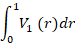 ∫₀¹ V₁ (r)dr